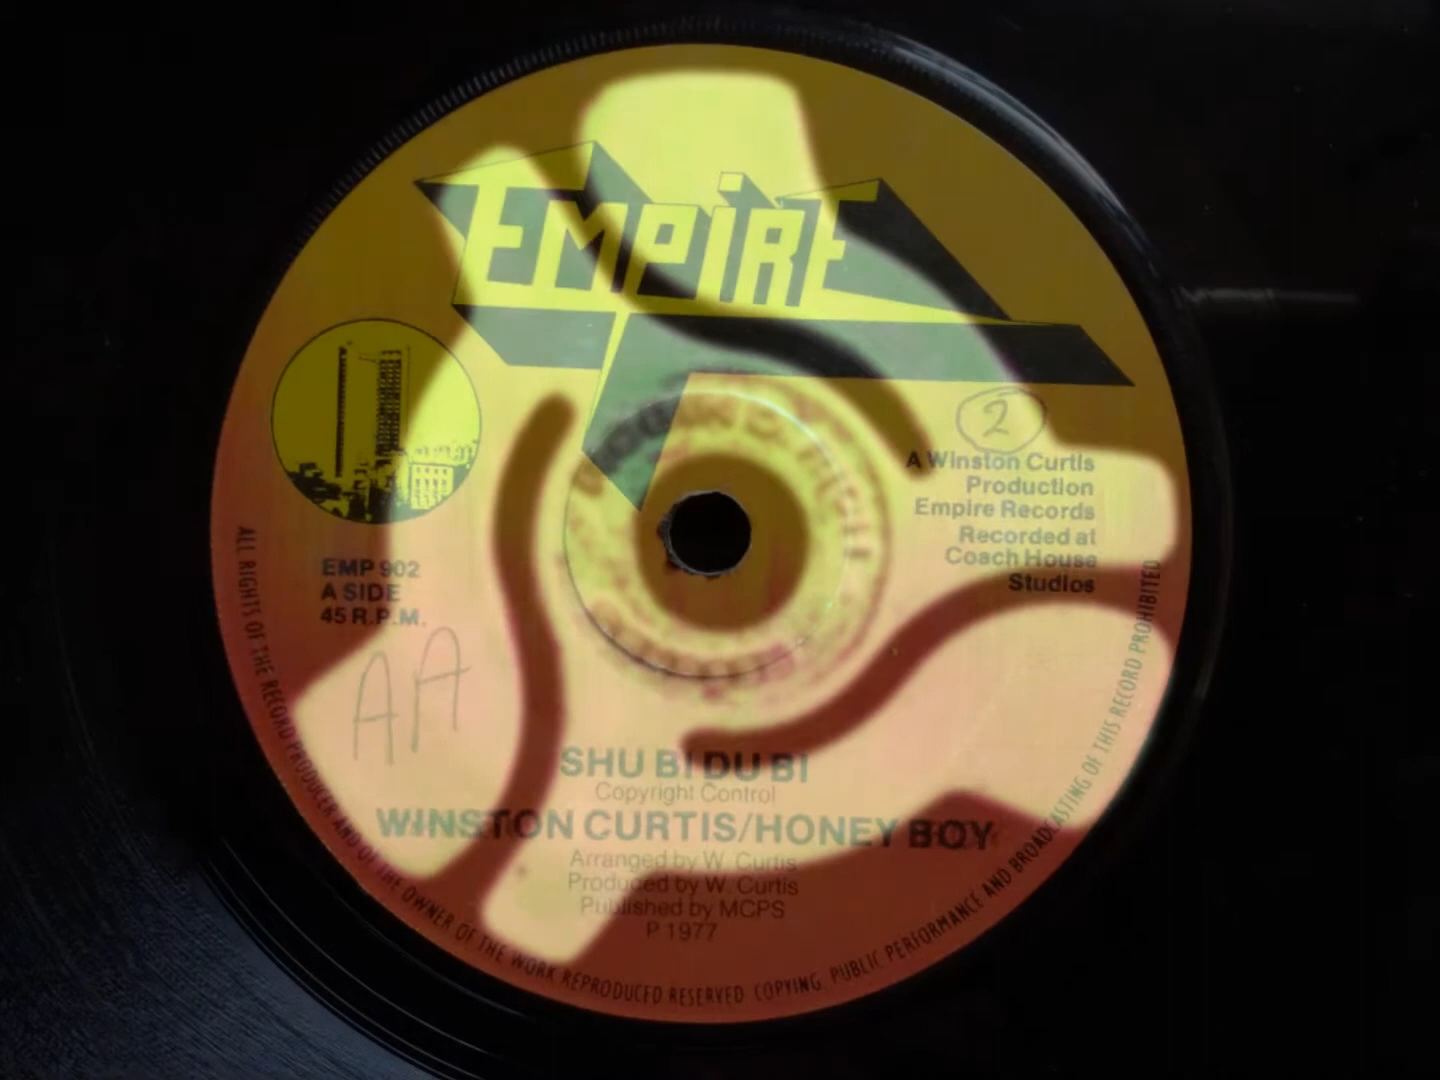 EMPIRE
2
A Winston Curtis
Production
Empire Records
Recorded at
Coach House
Studios
EMP 902
A SIDE
45 R.P.M.
AA
SHU BI DU BI
Copyright Control
WINSTON CURTIS/HONEY BOY
Arranged by W. Curtis
Produced by W. Curtis
Published by MCPS
P 1977
ALL RIGHTS OF THE RECORD PRODUCER AND OF THE OWNER OF THE WORK REPRODUCED RESERVED COPYING, PUBLIC PERFORMANCE AND BROADCASTING OF THIS RECORD PROHIBITED